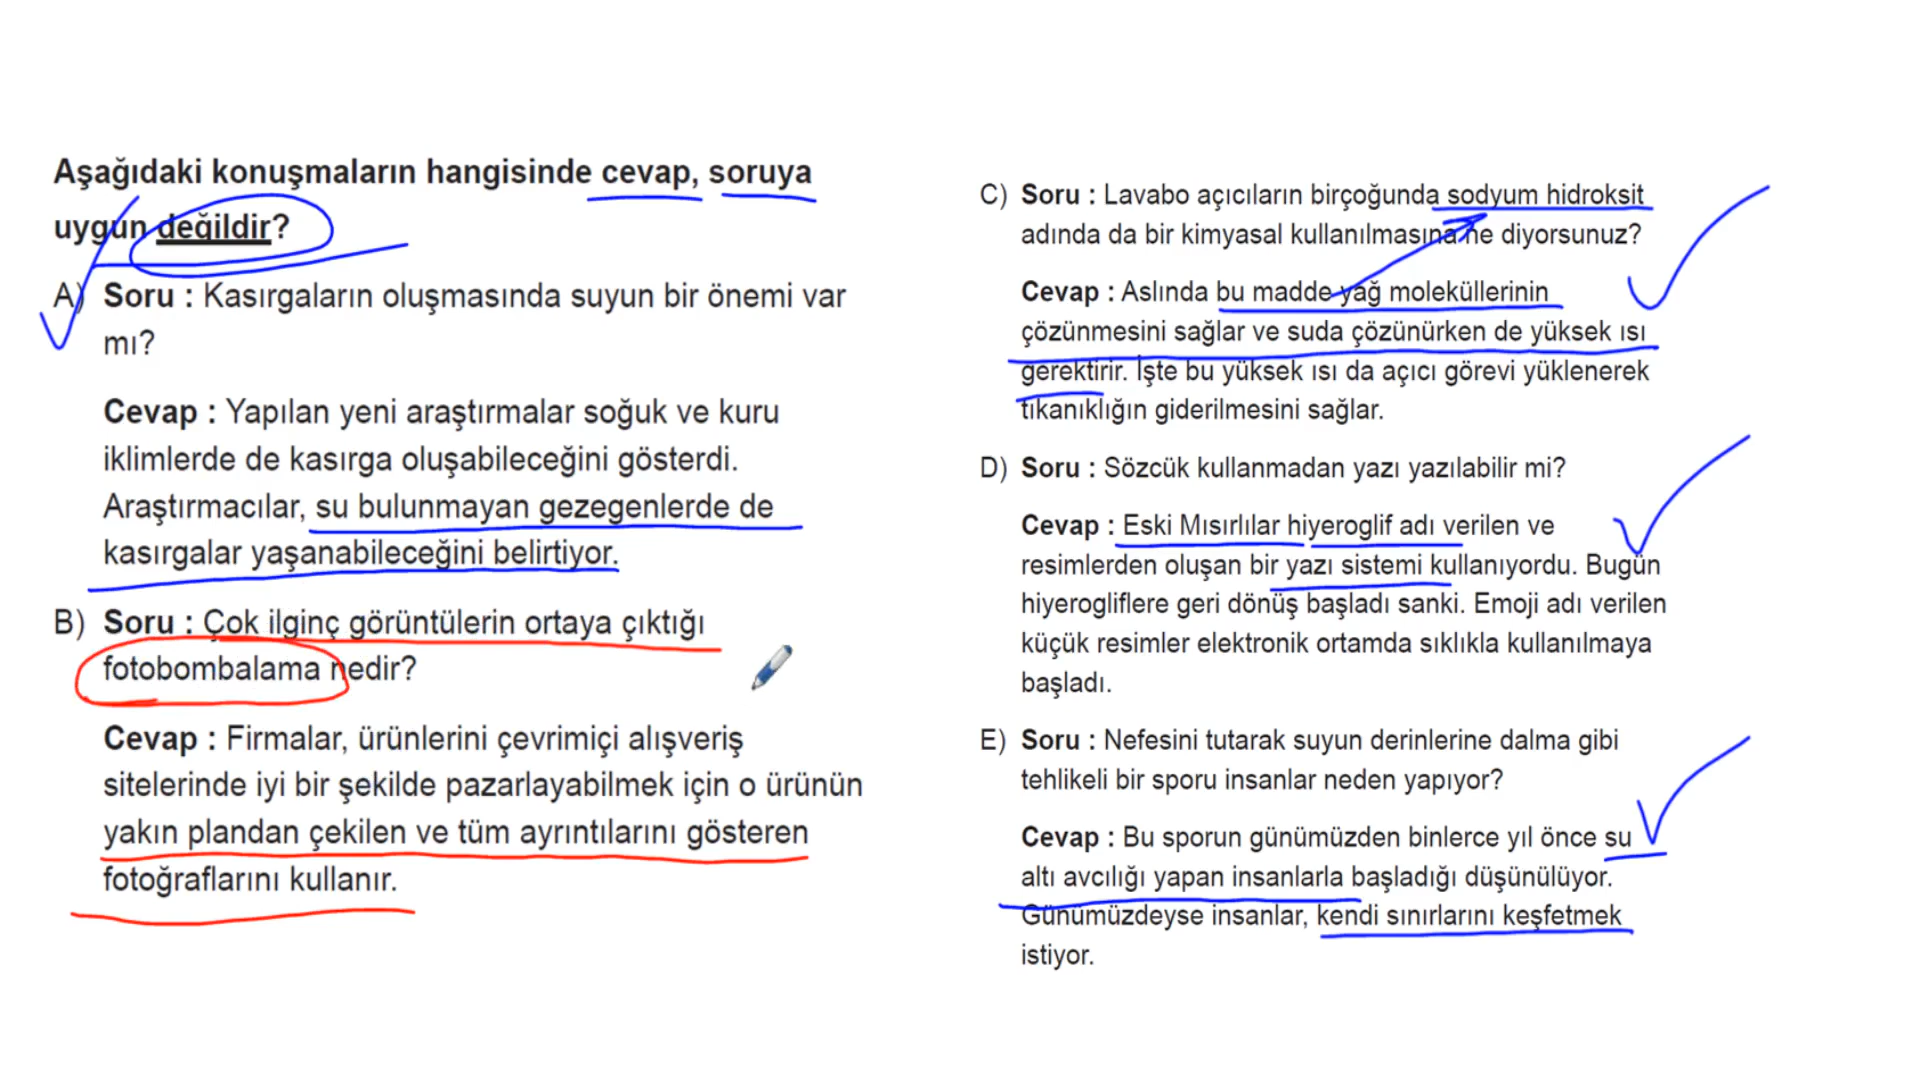 Aşağıdaki konuşmaların hangisinde cevap, soruya
uygun değildir?
A) Soru : Kasırgaların oluşmasında suyun bir önemi var
mı?
Cevap : Yapılan yeni araştırmalar soğuk ve kuru
iklimlerde de kasırga oluşabileceğini gösterdi.
Araştırmacılar, su bulunmayan gezegenlerde de
kasırgalar yaşanabileceğini belirtiyor.
B) Soru : Çok ilginç görüntülerin ortaya çıktığı
fotobombalama nedir?
Cevap : Firmalar, ürünlerini çevrimiçi alışveriş
sitelerinde iyi bir şekilde pazarlayabilmek için o ürünün
yakın plandan çekilen ve tüm ayrıntılarını gösteren
fotoğraflarını kullanır.
C) Soru : Lavabo açıcıların birçoğunda sodyum hidroksit
adında da bir kimyasal kullanılmasına ne diyorsunuz?
Cevap : Aslında bu madde yağ moleküllerinin
çözünmesini sağlar ve suda çözünürken de yüksek ısı
gerektirir. İşte bu yüksek ısı da açıcı görevi yüklenerek
tıkanıklığın giderilmesini sağlar.
D) Soru : Sözcük kullanmadan yazı yazılabilir mi?
Cevap : Eski Mısırlılar hiyeroglif adı verilen ve
resimlerden oluşan bir yazı sistemi kullanıyordu. Bugün
hiyerogliflere geri dönüş başladı sanki. Emoji adı verilen
küçük resimler elektronik ortamda sıklıkla kullanılmaya
başladı.
E) Soru : Nefesini tutarak suyun derinlerine dalma gibi
tehlikeli bir sporu insanlar neden yapıyor?
Cevap : Bu sporun günümüzden binlerce yıl önce su
altı avcılığı yapan insanlarla başladığı düşünülüyor.
Günümüzdeyse insanlar, kendi sınırlarını keşfetmek
istiyor.